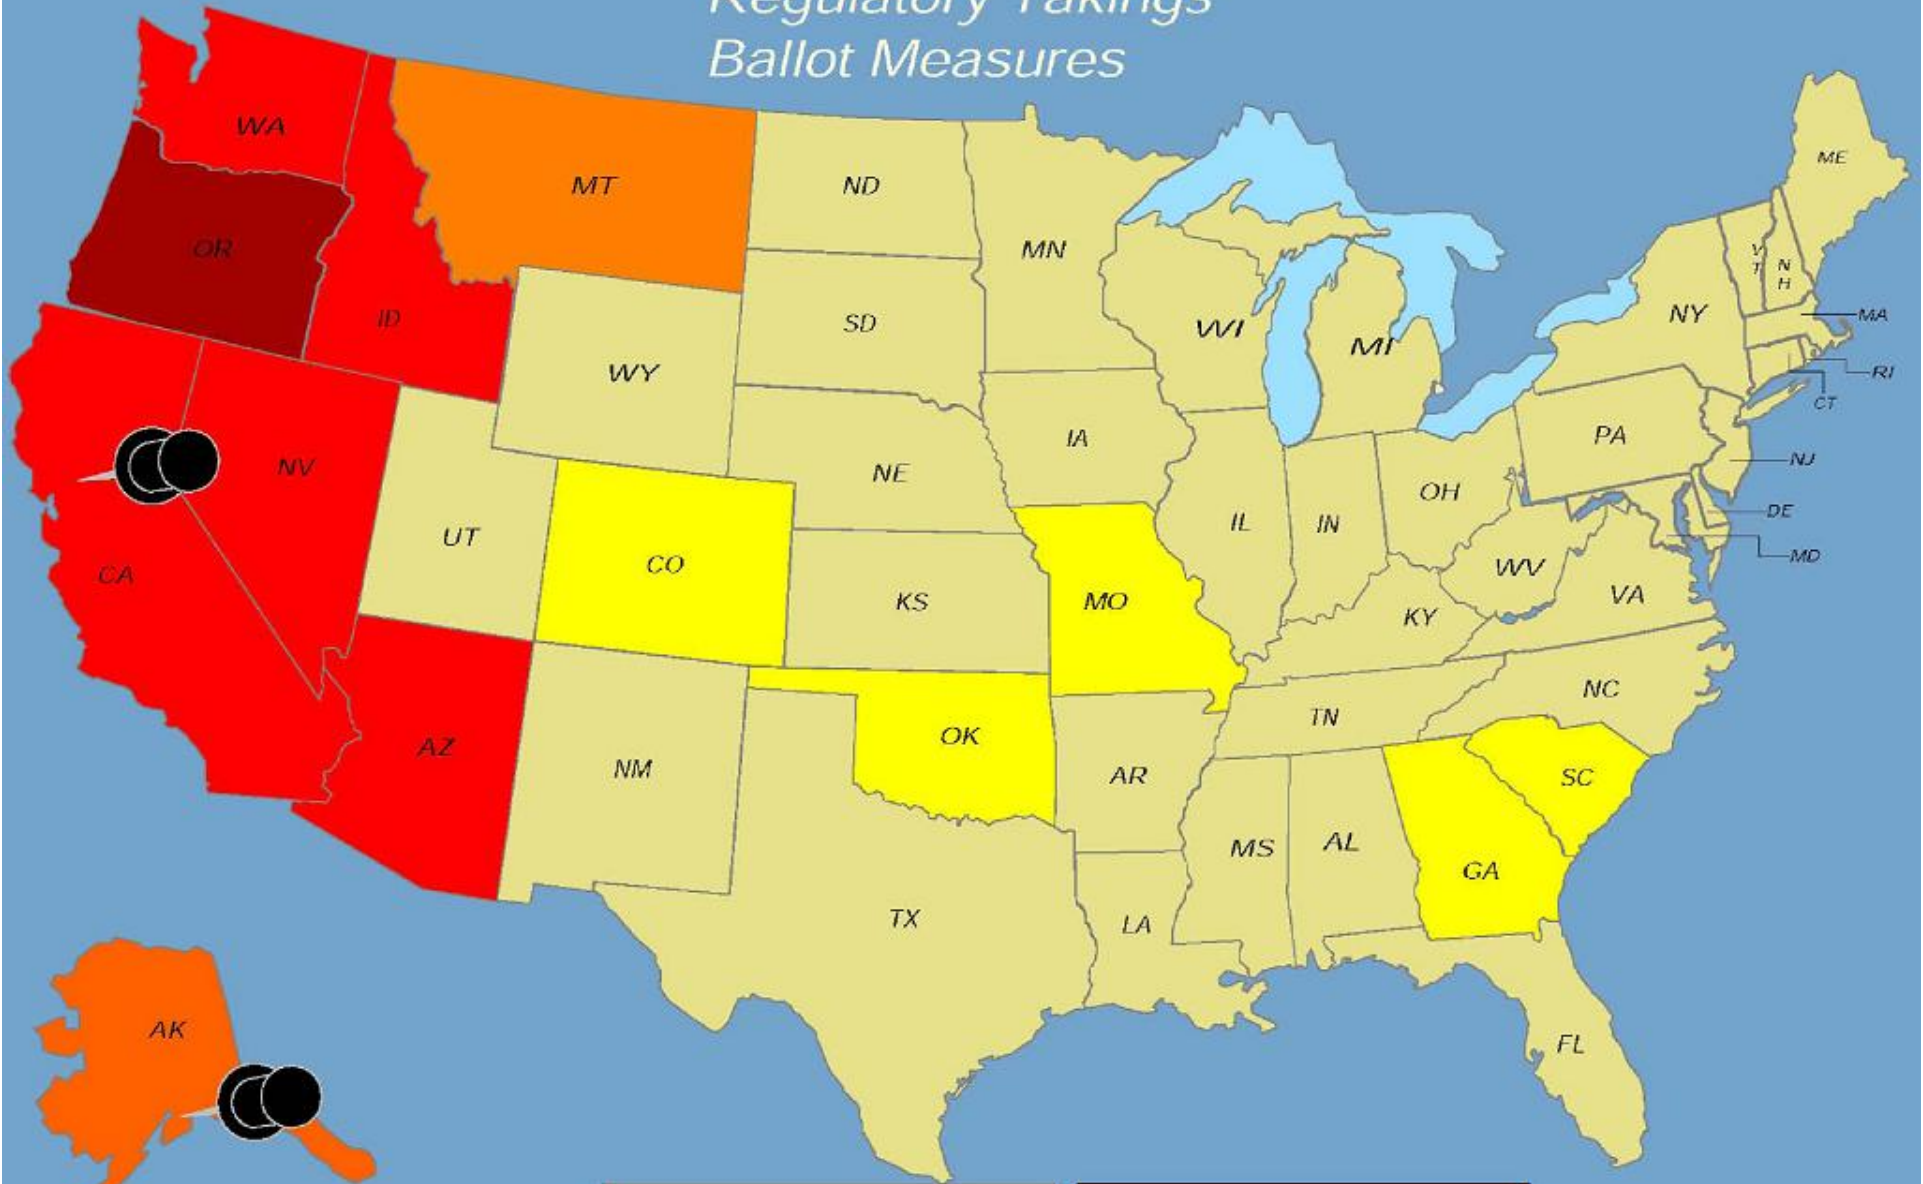 Regulatory Takings
Ballot Measures
WA
MT
ND
MN
ME
OR
ID
SD
WI
MI
NY
V
T
N
H
MA
RI
CT
WY
IA
PA
NJ
NV
NE
OH
DE
MD
UT
CO
KS
MO
IL
IN
WV
VA
CA
KY
NC
AZ
NM
OK
AR
TN
SC
MS
AL
GA
TX
LA
AK
FL